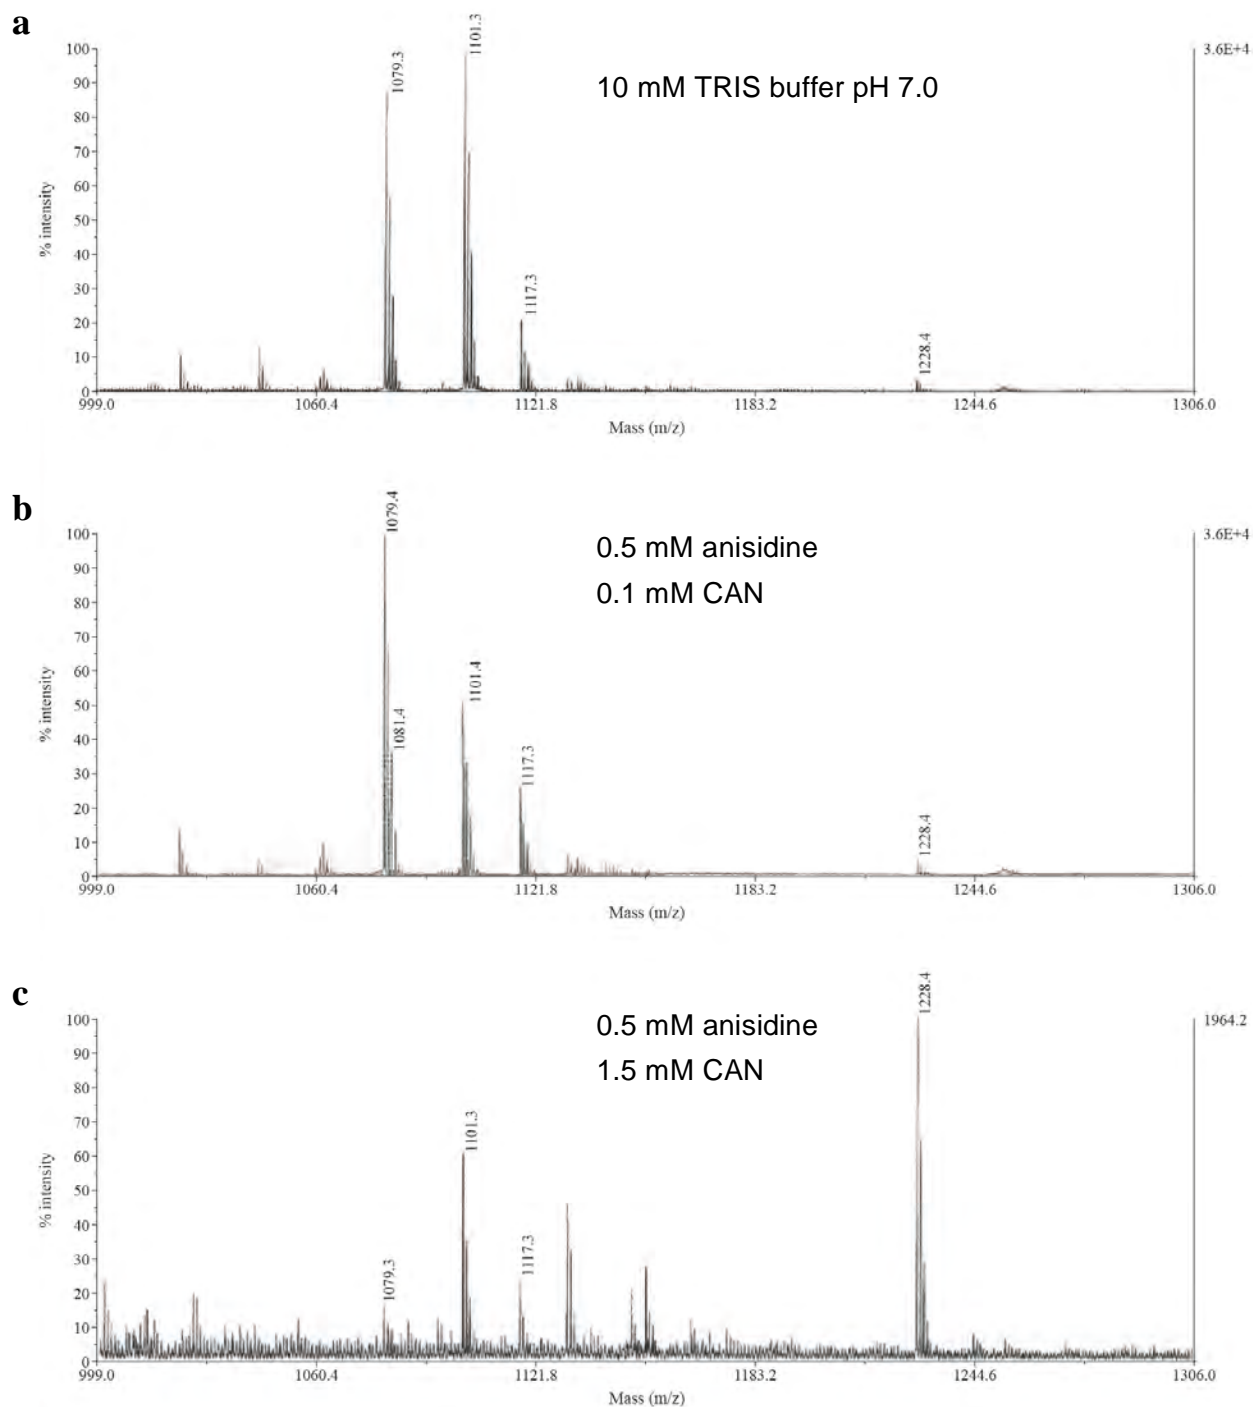 a
1101.3
1079.3
100
3.6E+4
90
10 mM TRIS buffer pH 7.0
80
70
60
50
% intensity
40
30
1117.3
20
1228.4
10
0
999.0 1060.4 1121.8 1183.2 1244.6 1306.0
Mass (m/z)
b
1079.4
100
3.6E+4
0.5 mM anisidine
90
0.1 mM CAN
80
70
60
1101.4
50
% intensity
1081.4
40
30
1117.3
20
1228.4
10
0
999.0 1060.4 1121.8 1183.2 1244.6 1306.0
Mass (m/z)
c
1228.4
100
0.5 mM anisidine
1964.2
90
1.5 mM CAN
80
70
1101.3
60
50
% intensity
40
30
1117.3
1079.3
20
10
0
999.0 1060.4 1121.8 1183.2 1244.6 1306.0
Mass (m/z)